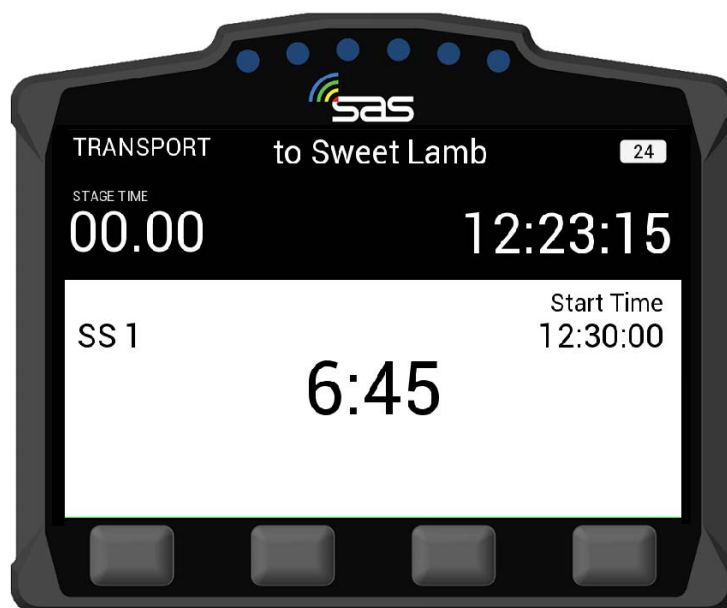 sas
TRANSPORT to Sweet Lamb 24
STAGE TIME
00.00 12:23:15
Start Time
SS 1 12:30:00
6:45